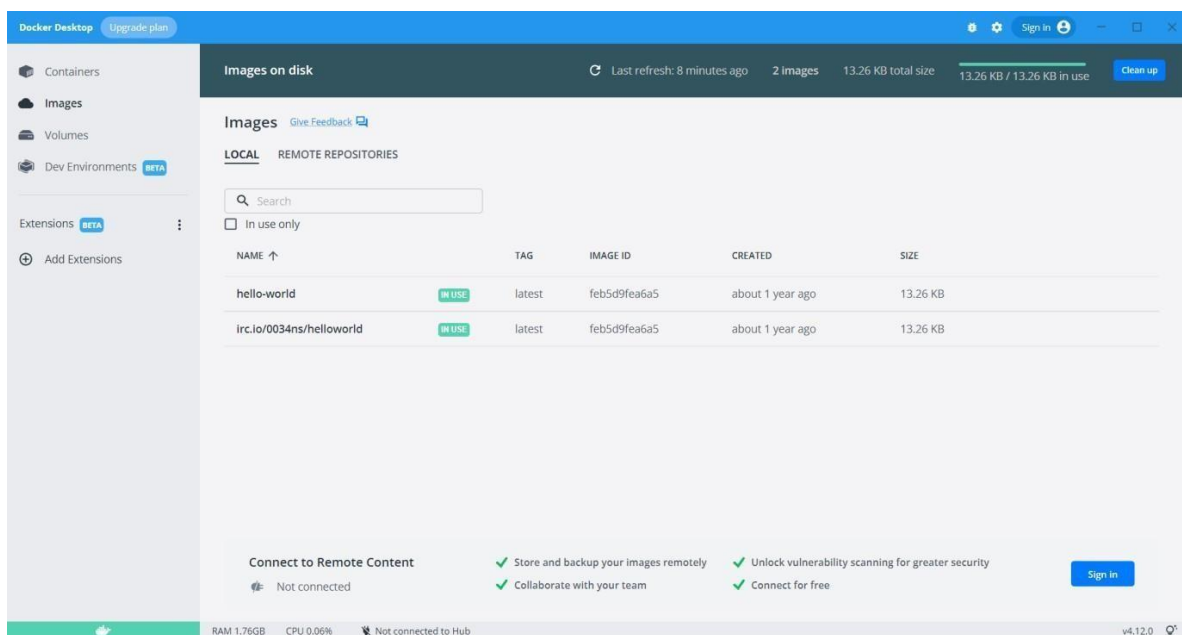 Docker Desktop Upgrade plan Sign in
Containers
Images
Volumes
Dev Environments BETA
Extensions BETA
Add Extensions
Images on disk Last refresh: 8 minutes ago 2 images 13.26 KB total size 13.26 KB / 13.26 KB in use Clean up
Images Give Feedback
LOCAL REMOTE REPOSITORIES
Search
In use only
NAME TAG IMAGE ID CREATED SIZE
hello-world IN USE latest feb5d9fea6a5 about 1 year ago 13.26 KB
irc.io/0034ns/helloworld IN USE latest feb5d9fea6a5 about 1 year ago 13.26 KB
Connect to Remote Content
Not connected
Store and backup your images remotely
Collaborate with your team
Unlock vulnerability scanning for greater security
Connect for free
Sign in
RAM 1.76GB CPU 0.06% Not connected to Hub v4.12.0